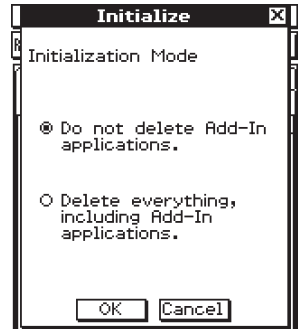 Initialize
Initialization Mode
Do not delete Add-In
applications.
Delete everything,
including Add-In
applications.
OK Cancel